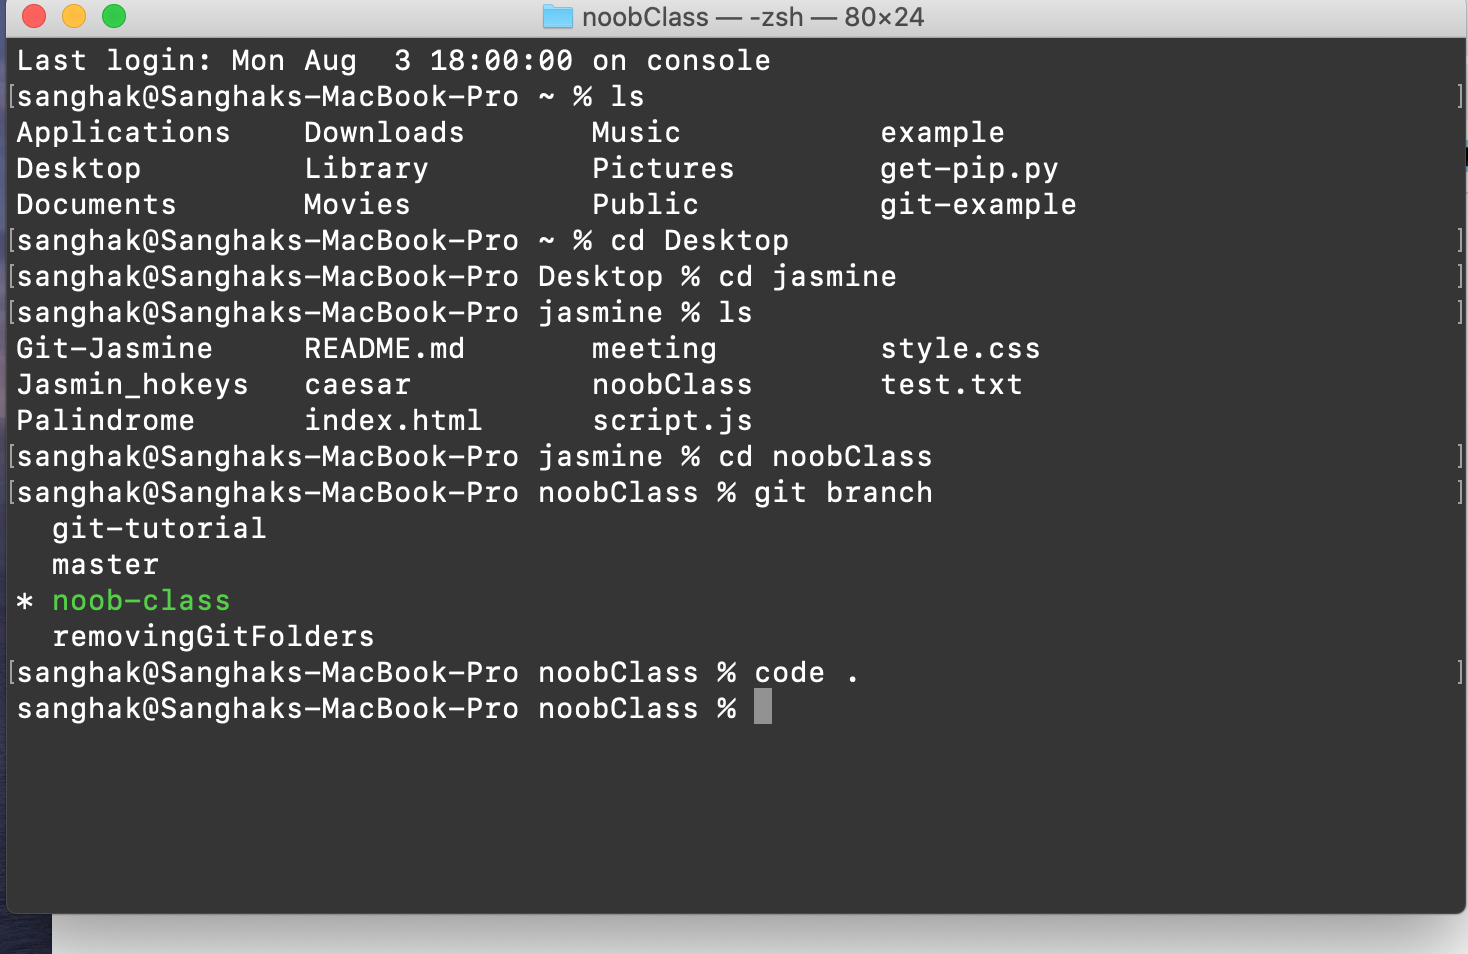 noobClass — -zsh — 80×24
Last login: Mon Aug  3 18:00:00 on console
[sanghak@Sanghaks-MacBook-Pro ~ % ls ]
Applications    Downloads       Music           example
Desktop         Library         Pictures        get-pip.py
Documents       Movies          Public          git-example
[sanghak@Sanghaks-MacBook-Pro ~ % cd Desktop ]
[sanghak@Sanghaks-MacBook-Pro Desktop % cd jasmine ]
[sanghak@Sanghaks-MacBook-Pro jasmine % ls ]
Git-Jasmine     README.md       meeting         style.css
Jasmin_hokeys   caesar          noobClass       test.txt
Palindrome      index.html      script.js
[sanghak@Sanghaks-MacBook-Pro jasmine % cd noobClass ]
[sanghak@Sanghaks-MacBook-Pro noobClass % git branch ]
  git-tutorial
  master
* noob-class
  removingGitFolders
[sanghak@Sanghaks-MacBook-Pro noobClass % code . ]
sanghak@Sanghaks-MacBook-Pro noobClass %